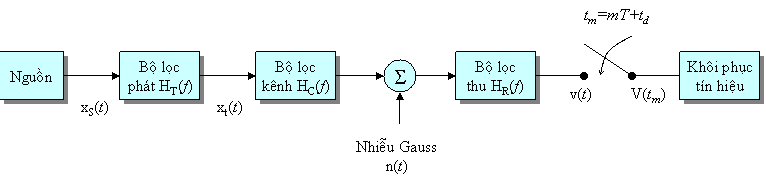 t_m=mT+t_d
Nguồn
Bộ lọc
phát H_T(f)
Bộ lọc
kênh H_C(f)
Σ
Bộ lọc
thu H_R(f)
Khôi phục
tín hiệu
x_S(t)
x_t(t)
v(t)
V(t_m)
Nhiễu Gauss
n(t)